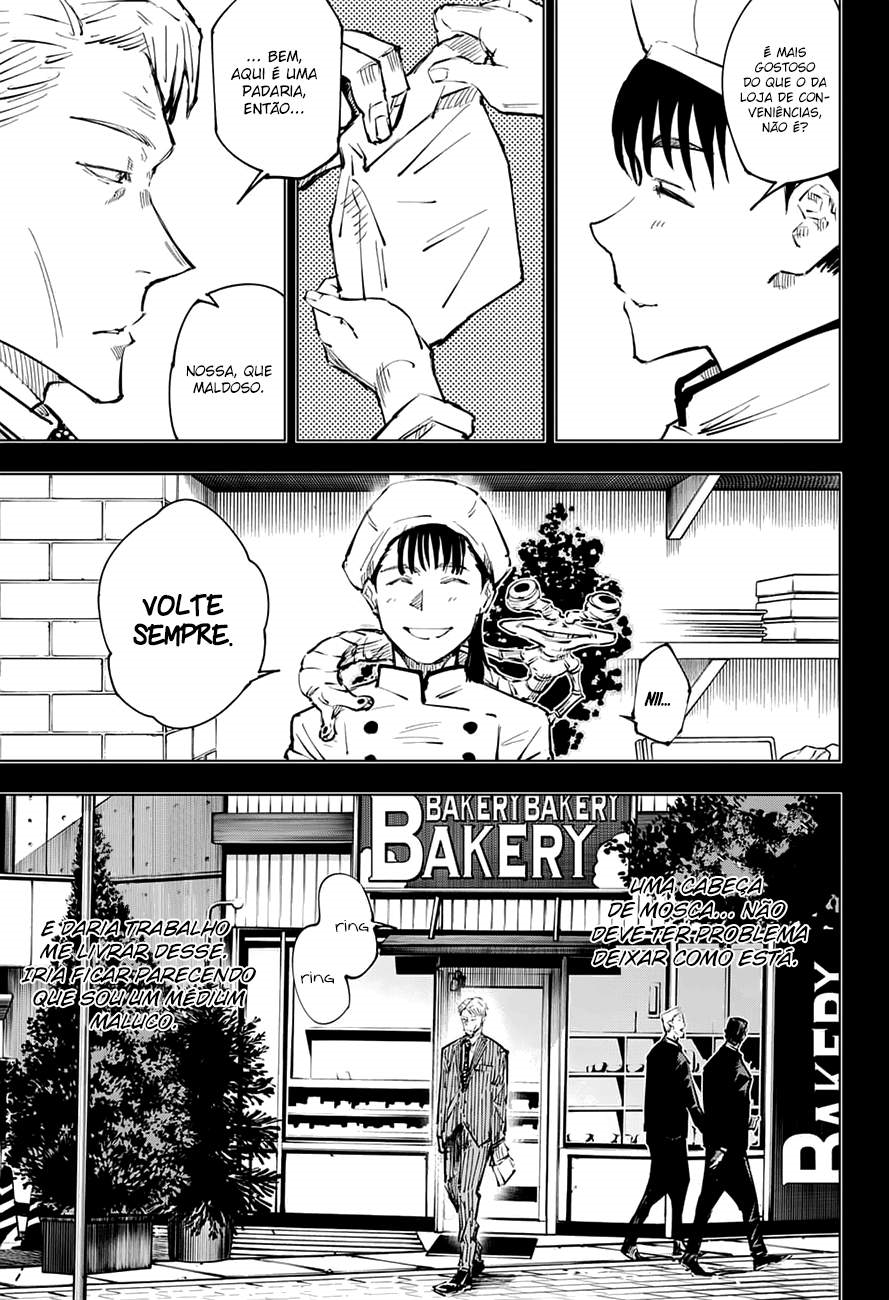 É MAIS
GOSTOSO
DO QUE O DA
LOJA DE CON-
VENIÊNCIAS,
NÃO É?
... BEM,
AQUI É UMA
PADARIA,
ENTÃO...
NOSSA, QUE
MALDOSO.
VOLTE
SEMPRE.
NII...
BAKERY BAKERY
BAKERY
UMA CABEÇA
DE MOSCA... NÃO
DEVE TER PROBLEMA
DEIXAR COMO ESTÁ.
ring
ring
E DARIA TRABALHO
ME LIVRAR DESSE.
IRIA FICAR PARECENDO
QUE SOU UM MÉDIUM
MALUCO.
BAKERY